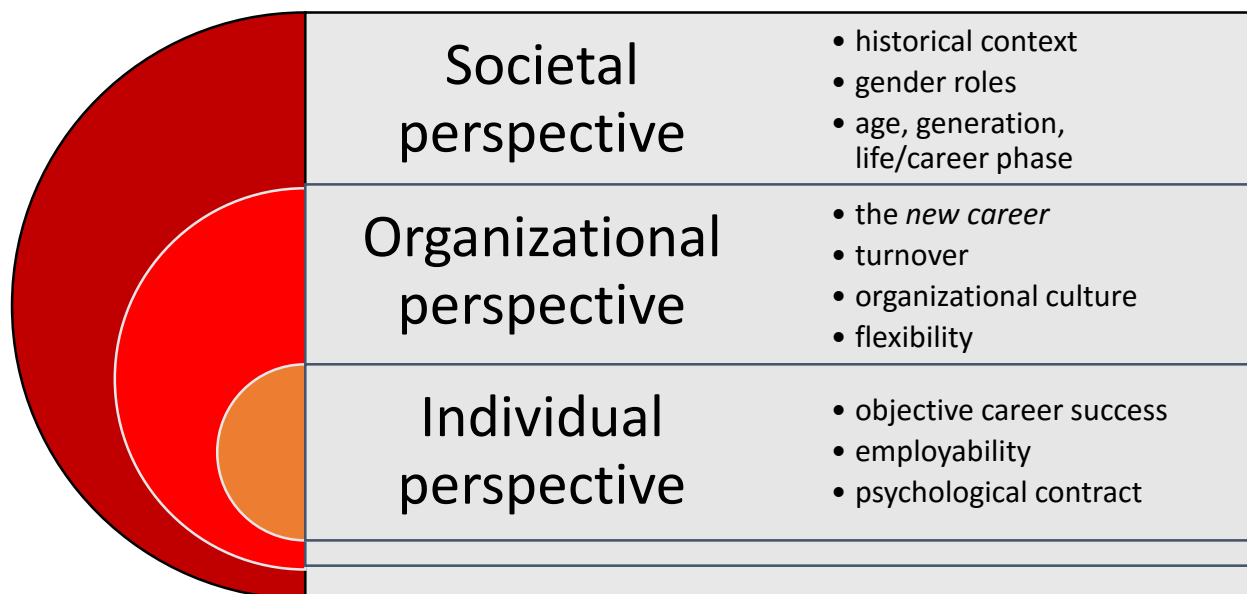 Societal
perspective
• historical context
• gender roles
• age, generation,
life/career phase
Organizational
perspective
• the new career
• turnover
• organizational culture
• flexibility
Individual
perspective
• objective career success
• employability
• psychological contract